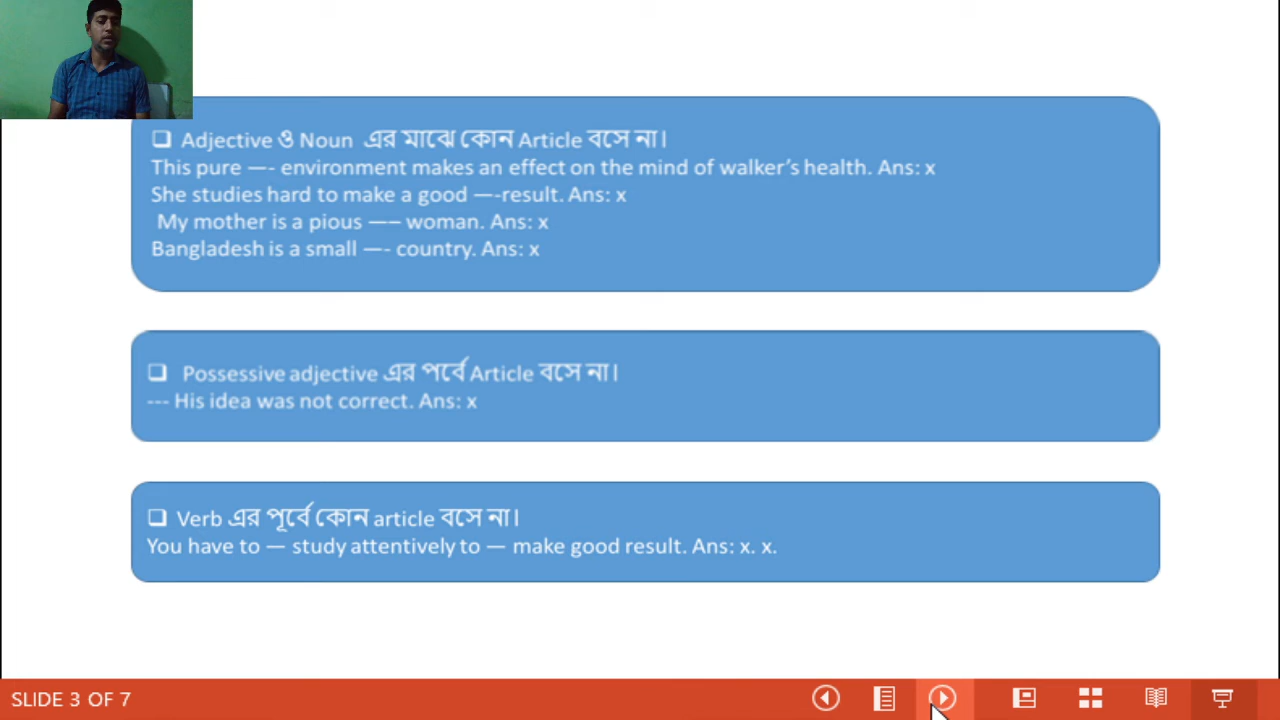 ❑ Adjective ও Noun এর মাঝে কোন Article বসে না।
This pure —- environment makes an effect on the mind of walker’s health. Ans: x
She studies hard to make a good —-result. Ans: x
My mother is a pious —– woman. Ans: x
Bangladesh is a small —- country. Ans: x
❑ Possessive adjective এর পর্বে Article বসে না।
--- His idea was not correct. Ans: x
❑ Verb এর পূর্বে কোন article বসে না।
You have to — study attentively to — make good result. Ans: x. x.
SLIDE 3 OF 7